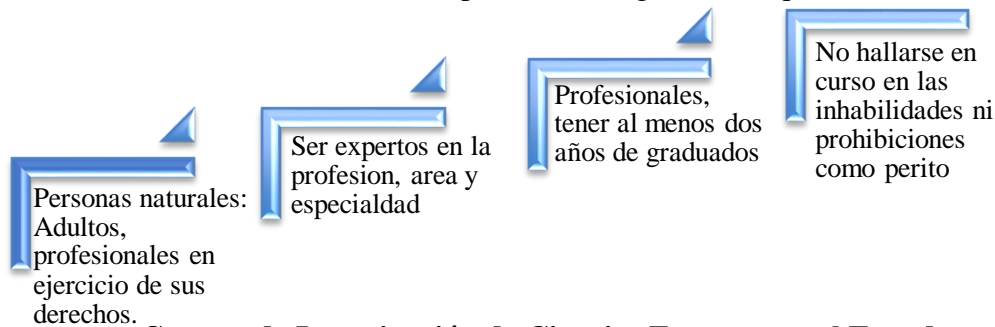 Personas naturales:
Adultos,
profesionales en
ejercicio de sus
derechos.
Ser expertos en la
profesion, area y
especialdad
Profesionales,
tener al menos dos
años de graduados
No hallarse en
curso en las
inhabilidades ni
prohibiciones
como perito